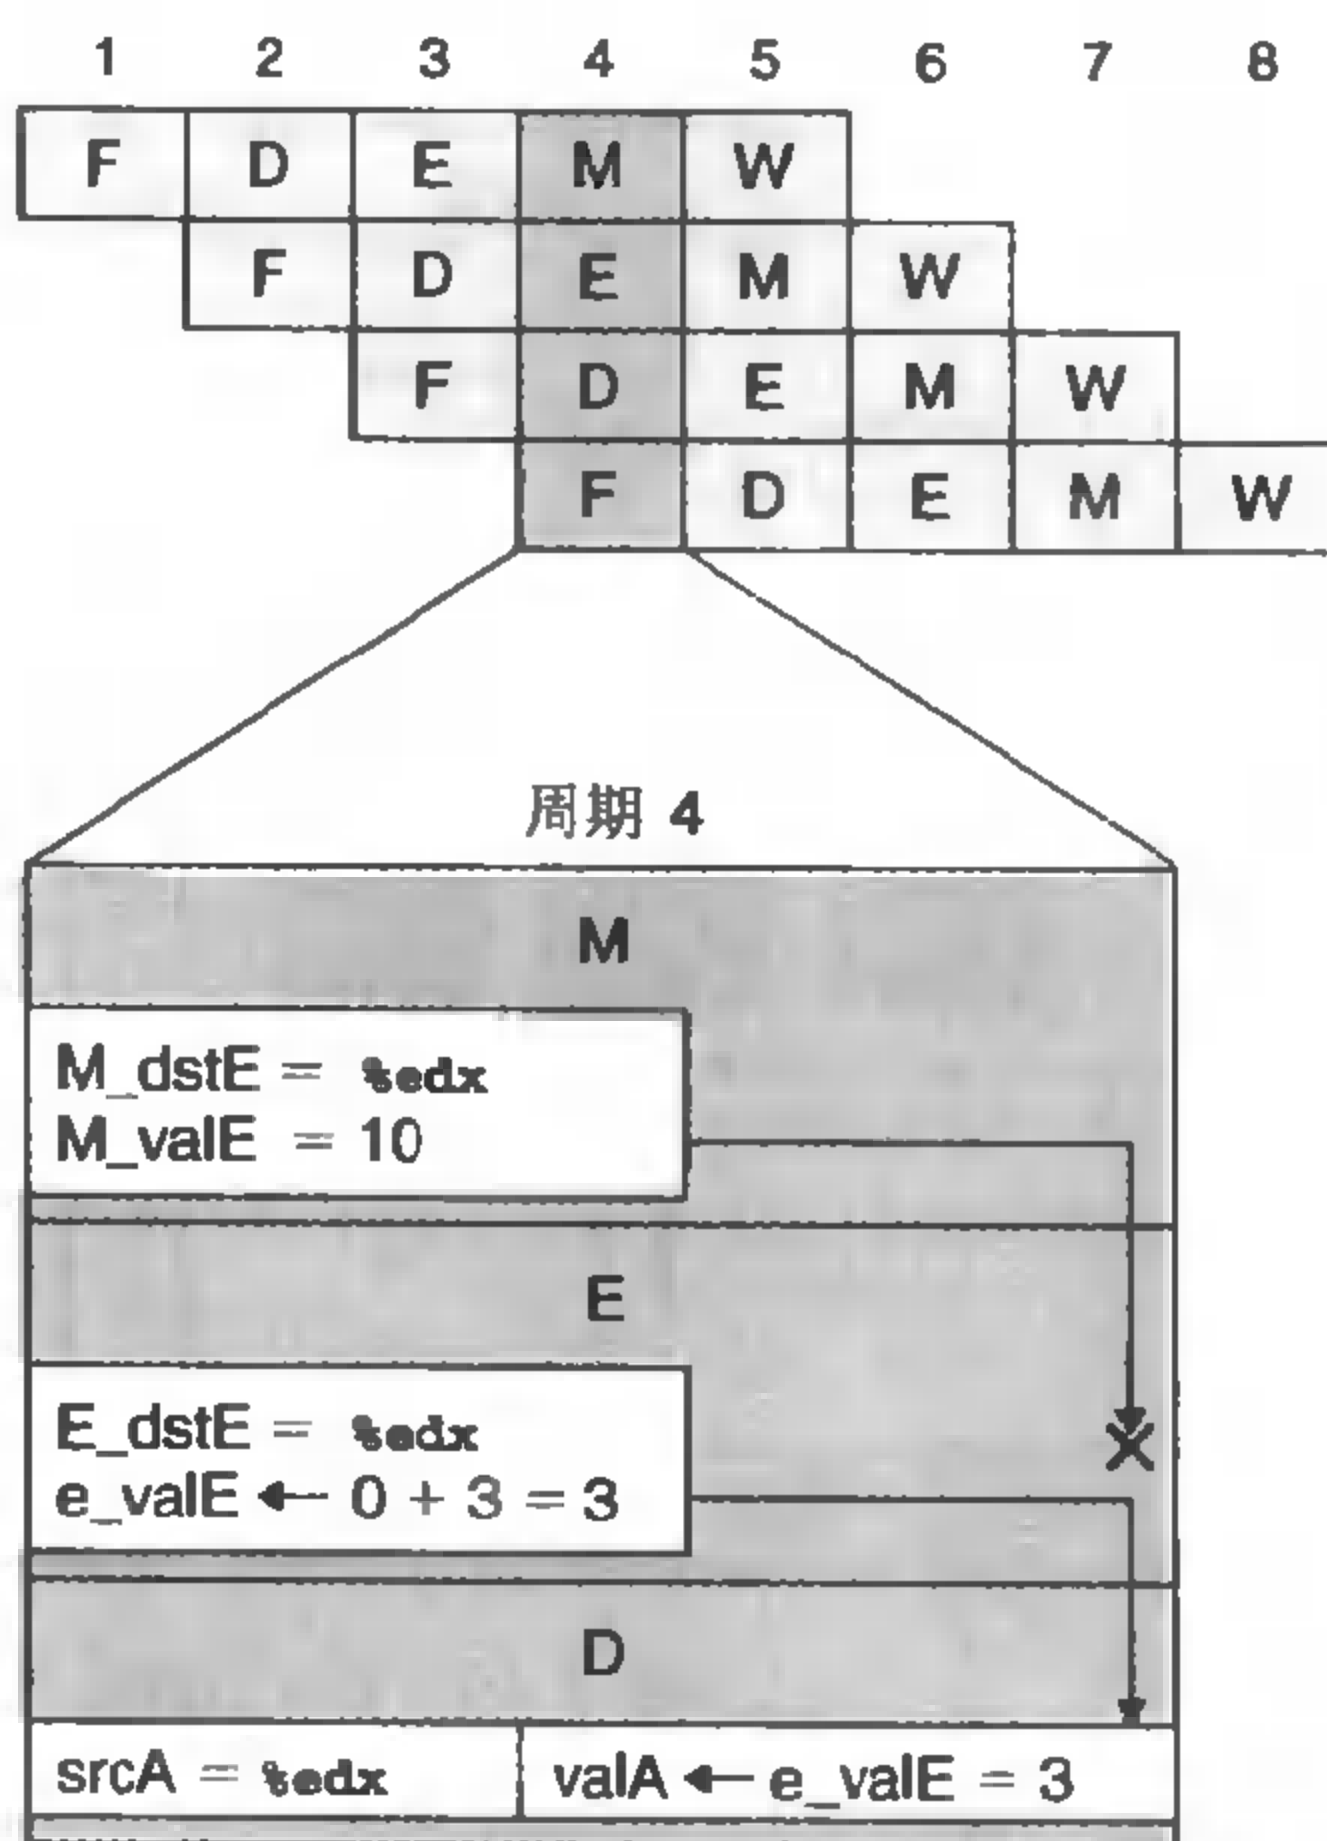 1 2 3 4 5 6 7 8
F D E M W
F D E M W
F D E M W
F D E M W
周期 4
M
M_dstE = %edx
M_valE = 10
E
E_dstE = %edx
e_valE ← 0 + 3 = 3
D
srcA = %edx valA ← e_valE = 3